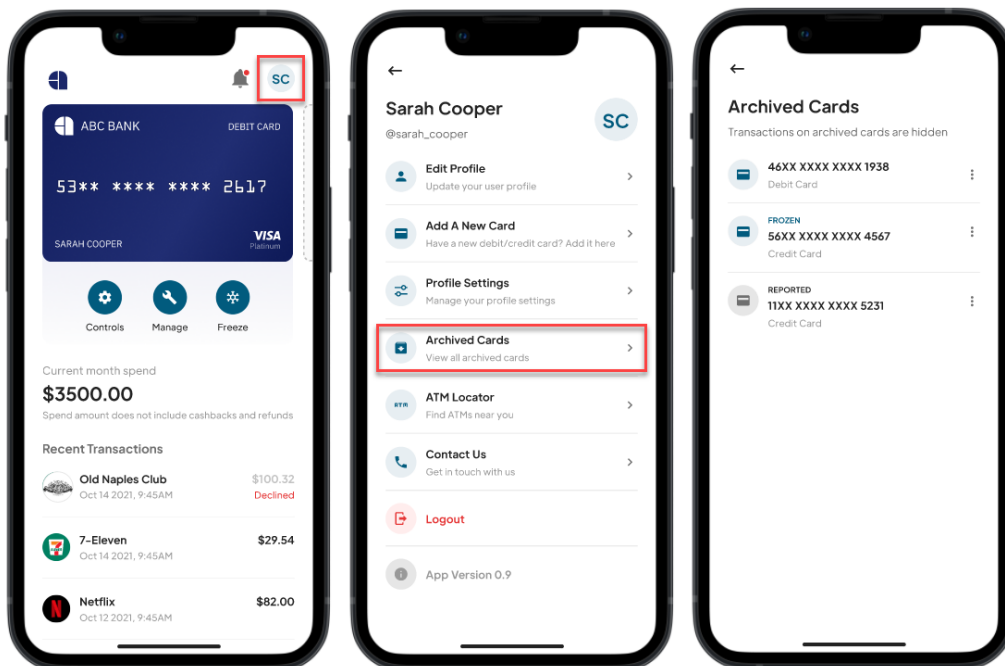 SC
ABC BANK
DEBIT CARD
53** **** **** 2617
SARAH COOPER
VISA
Platinum
Controls
Manage
Freeze
Current month spend
$3500.00
Spend amount does not include cashbacks and refunds
Recent Transactions
Old Naples Club
$100.32
Oct 14 2021, 9:45AM
Declined
7-Eleven
$29.54
Oct 14 2021, 9:45AM
Netflix
$82.00
Oct 12 2021, 9:45AM
Sarah Cooper
@sarah_cooper
SC
Edit Profile
Update your user profile
Add A New Card
Have a new debit/credit card? Add it here
Profile Settings
Manage your profile settings
Archived Cards
View all archived cards
ATM
ATM Locator
Find ATMs near you
Contact Us
Get in touch with us
Logout
App Version 0.9
Archived Cards
Transactions on archived cards are hidden
46XX XXXX XXXX 1938
Debit Card
FROZEN
56XX XXXX XXXX 4567
Credit Card
REPORTED
11XX XXXX XXXX 5231
Credit Card